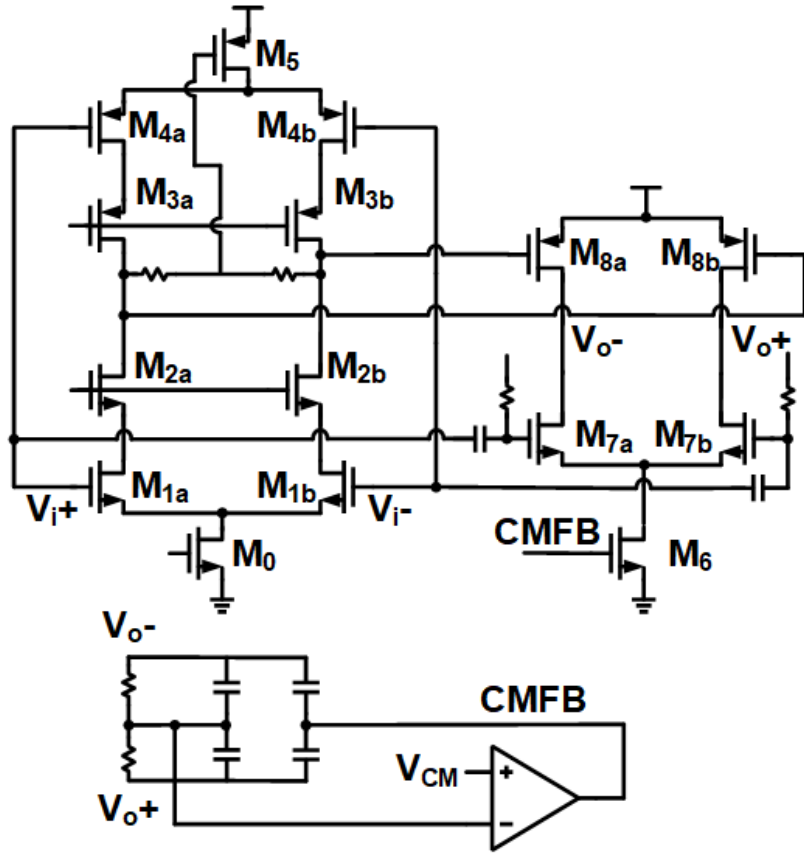 M5
M4a
M4b
M3a
M3b
M8a
M8b
Vo-
Vo+
M2a
M2b
M7a
M7b
M1a
M1b
Vi+
Vi-
CMFB
M0
M6
Vo-
CMFB
VCM
+
Vo+
-